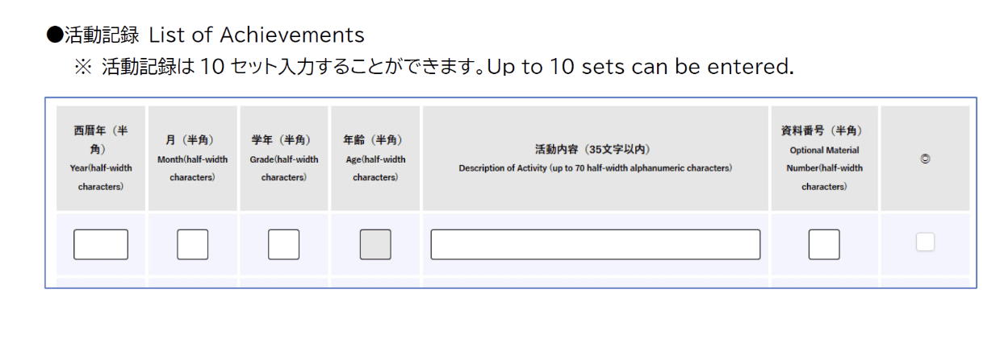 ●活動記録 List of Achievements
※ 活動記録は 10 セット入力することができます。Up to 10 sets can be entered.
西暦年（半
角）
Year(half-width
characters)
月（半角）
Month(half-width
characters)
学年（半角）
Grade(half-width
characters)
年齢（半角）
Age(half-width
characters)
活動内容（35文字以内）
Description of Activity (up to 70 half-width alphanumeric characters)
資料番号（半角）
Optional Material
Number(half-width
characters)
◎